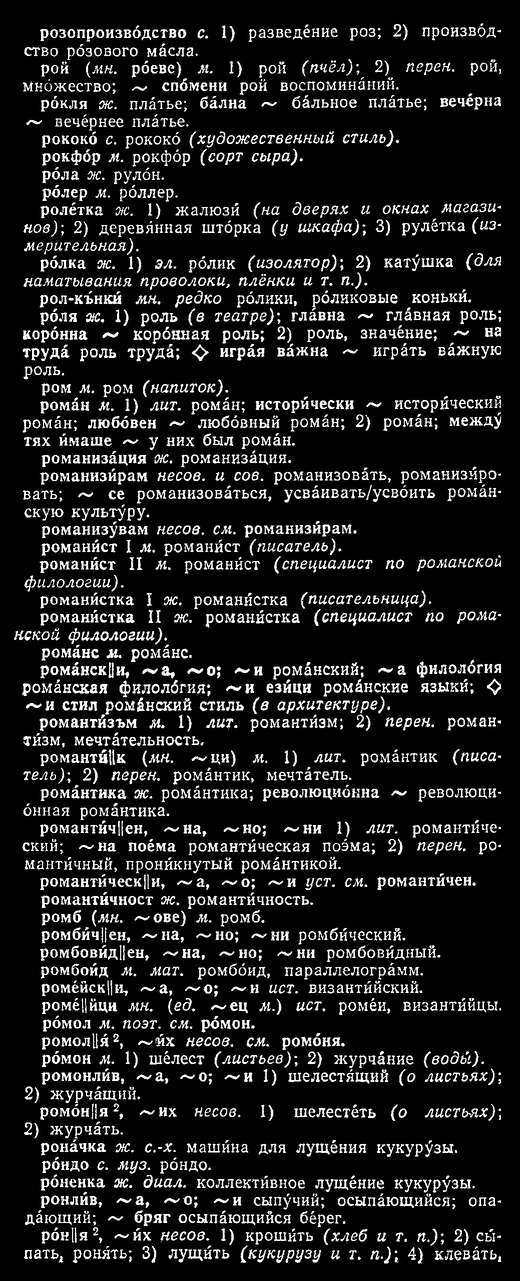 розопроизво́дство с. 1) разведе́ние роз; 2) произво́д-
ство ро́зового ма́сла.
рой (мн. ро́еве) м. 1) рой (пчёл); 2) перен. рой,
мно́жество; ~ спо́мени рой воспомина́ний.
ро́кля ж. пла́тье; ба́лна ~ ба́льное пла́тье; вече́рна
~ вече́рнее пла́тье.
рококо́ с. рококо́ (художественный стиль).
рокфо́р м. рокфо́р (сорт сыра).
ро́ла ж. руло́н.
ро́лер м. ро́ллер.
роле́тка ж. 1) жалюзи́ (на дверях и окнах магази-
нов); 2) деревя́нная што́рка (у шкафа); 3) руле́тка (из-
мерительная).
ро́лка ж. 1) эл. ро́лик (изолятор); 2) кату́шка (для
наматывания проволоки, плёнки и т. п.).
рол-къ́нки мн. редко ро́лики, ро́ликовые коньки́.
ро́ля ж. 1) роль (в театре); гла́вна ~ гла́вная роль;
коро́нна ~ коро́нная роль; 2) роль, значе́ние; ~ на
труда́ роль труда́; ◇ игра́я ва́жна ~ игра́ть ва́жную
роль.
ром м. ром (напиток).
рома́н м. 1) лит. рома́н; истори́чески ~ истори́ческий
рома́н; любо́вен ~ любо́вный рома́н; 2) рома́н; между́
тях и́маше ~ у них был рома́н.
романиза́ция ж. романиза́ция.
романизи́рам несов. и сов. романизова́ть, романизи́ро-
вать; ~ се романизова́ться, усва́ивать/усво́ить рома́н-
скую культу́ру.
романизу́вам несов. см. романизи́рам.
романи́ст I м. романи́ст (писатель).
романи́ст II м. романи́ст (специалист по романской
филологии).
романи́стка I ж. романи́стка (писательница).
романи́стка II ж. романи́стка (специалист по рома-
нской филологии).
рома́нс м. рома́нс.
рома́нск||и, ~а, ~о; ~и рома́нский; ~а филоло́гия
рома́нская филоло́гия; ~и ези́ци рома́нские языки́; ◇
~и стил рома́нский стиль (в архитектуре).
романти́зъм м. 1) лит. романти́зм; 2) перен. роман-
ти́зм, мечта́тельность.
романти́||к (мн. ~ци) м. 1) лит. рома́нтик (писа-
тель); 2) перен. рома́нтик, мечта́тель.
рома́нтика ж. рома́нтика; революцио́нна ~ революци-
о́нная рома́нтика.
романти́ч||ен, ~на, ~но; ~ни 1) лит. романти́че-
ский; ~на пое́ма романти́ческая поэ́ма; 2) перен. ро-
манти́чный, прони́кнутый рома́нтикой.
романти́ческ||и, ~а, ~о; ~и уст. см. романти́чен.
романти́чност ж. романти́чность.
ромб (мн. ~ове) м. ромб.
ромби́ч||ен, ~на, ~но; ~ни ромби́ческий.
ромбови́д||ен, ~на, ~но; ~ни ромбови́дный.
ромбои́д м. мат. ромбо́ид, параллелогра́мм.
роме́йск||и, ~а, ~о; ~и ист. византи́йский.
роме́||йци мн. (ед. ~ец м.) ист. роме́и, византи́йцы.
ро́мол м. поэт. см. ро́мон.
ромол||я́ ², ~и́х несов. см. ромо́ня.
ро́мон м. 1) ше́лест (листьев); 2) журча́ние (воды́).
ромонли́в, ~а, ~о; ~и 1) шелестя́щий (о листьях);
2) журча́щий.
ромо́н||я ², ~их несов. 1) шелесте́ть (о листьях);
2) журча́ть.
рона́чка ж. с.-х. маши́на для луще́ния кукуру́зы.
ро́ндо с. муз. ро́ндо.
ро́ненка ж. диал. коллекти́вное луще́ние кукуру́зы.
ронли́в, ~а, ~о; ~и сыпу́чий; осыпа́ющийся; опа-
да́ющий; ~ бряг осыпа́ющийся бе́рег.
ро́н||я ², ~и́х несов. 1) кроши́ть (хлеб и т. п.); 2) сы́-
пать, роня́ть; 3) лущи́ть (кукурузу и т. п.); 4) клева́ть,